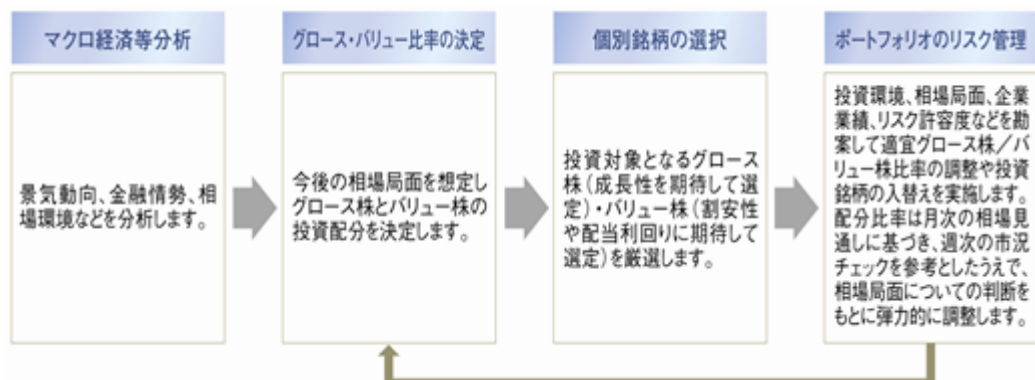 マクロ経済等分析
景気動向、金融情勢、相
場環境などを分析します。
グロース・バリュー比率の決定
今後の相場局面を想定し
グロース株とバリュー株の
投資配分を決定します。
個別銘柄の選択
投資対象となるグロース
株(成長性を期待して選
定)・バリュー株(割安性
や配当利回りに期待して
選定)を厳選します。
ポートフォリオのリスク管理
投資環境、相場局面、企業
業績、リスク許容度などを勘
案して適宜グロース株/バ
リュー株比率の調整や投資
銘柄の入替えを実施します。
配分比率は月次の相場見
通しに基づき、週次の市況
チェックを参考としたうえで、
相場局面についての判断を
もとに弾力的に調整します。